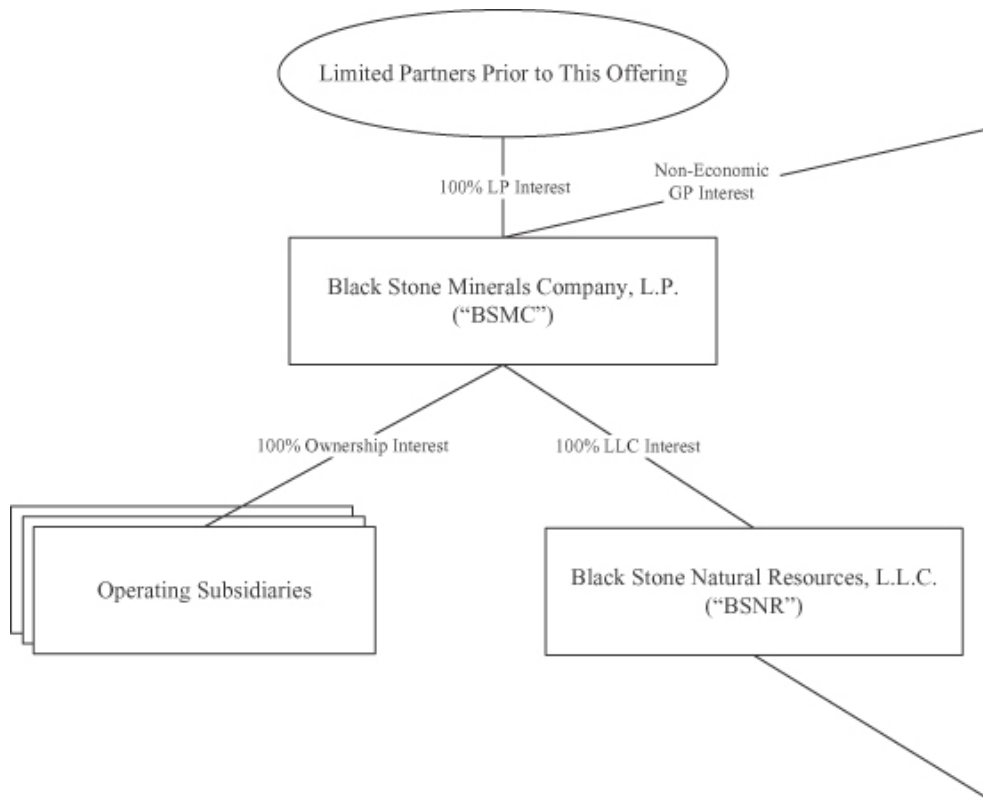 Limited Partners Prior to This Offering
Non-Economic
GP Interest
100% LP Interest
Black Stone Minerals Company, L.P.
(“BSMC”)
100% Ownership Interest
100% LLC Interest
Operating Subsidiaries
Black Stone Natural Resources, L.L.C.
(“BSNR”)